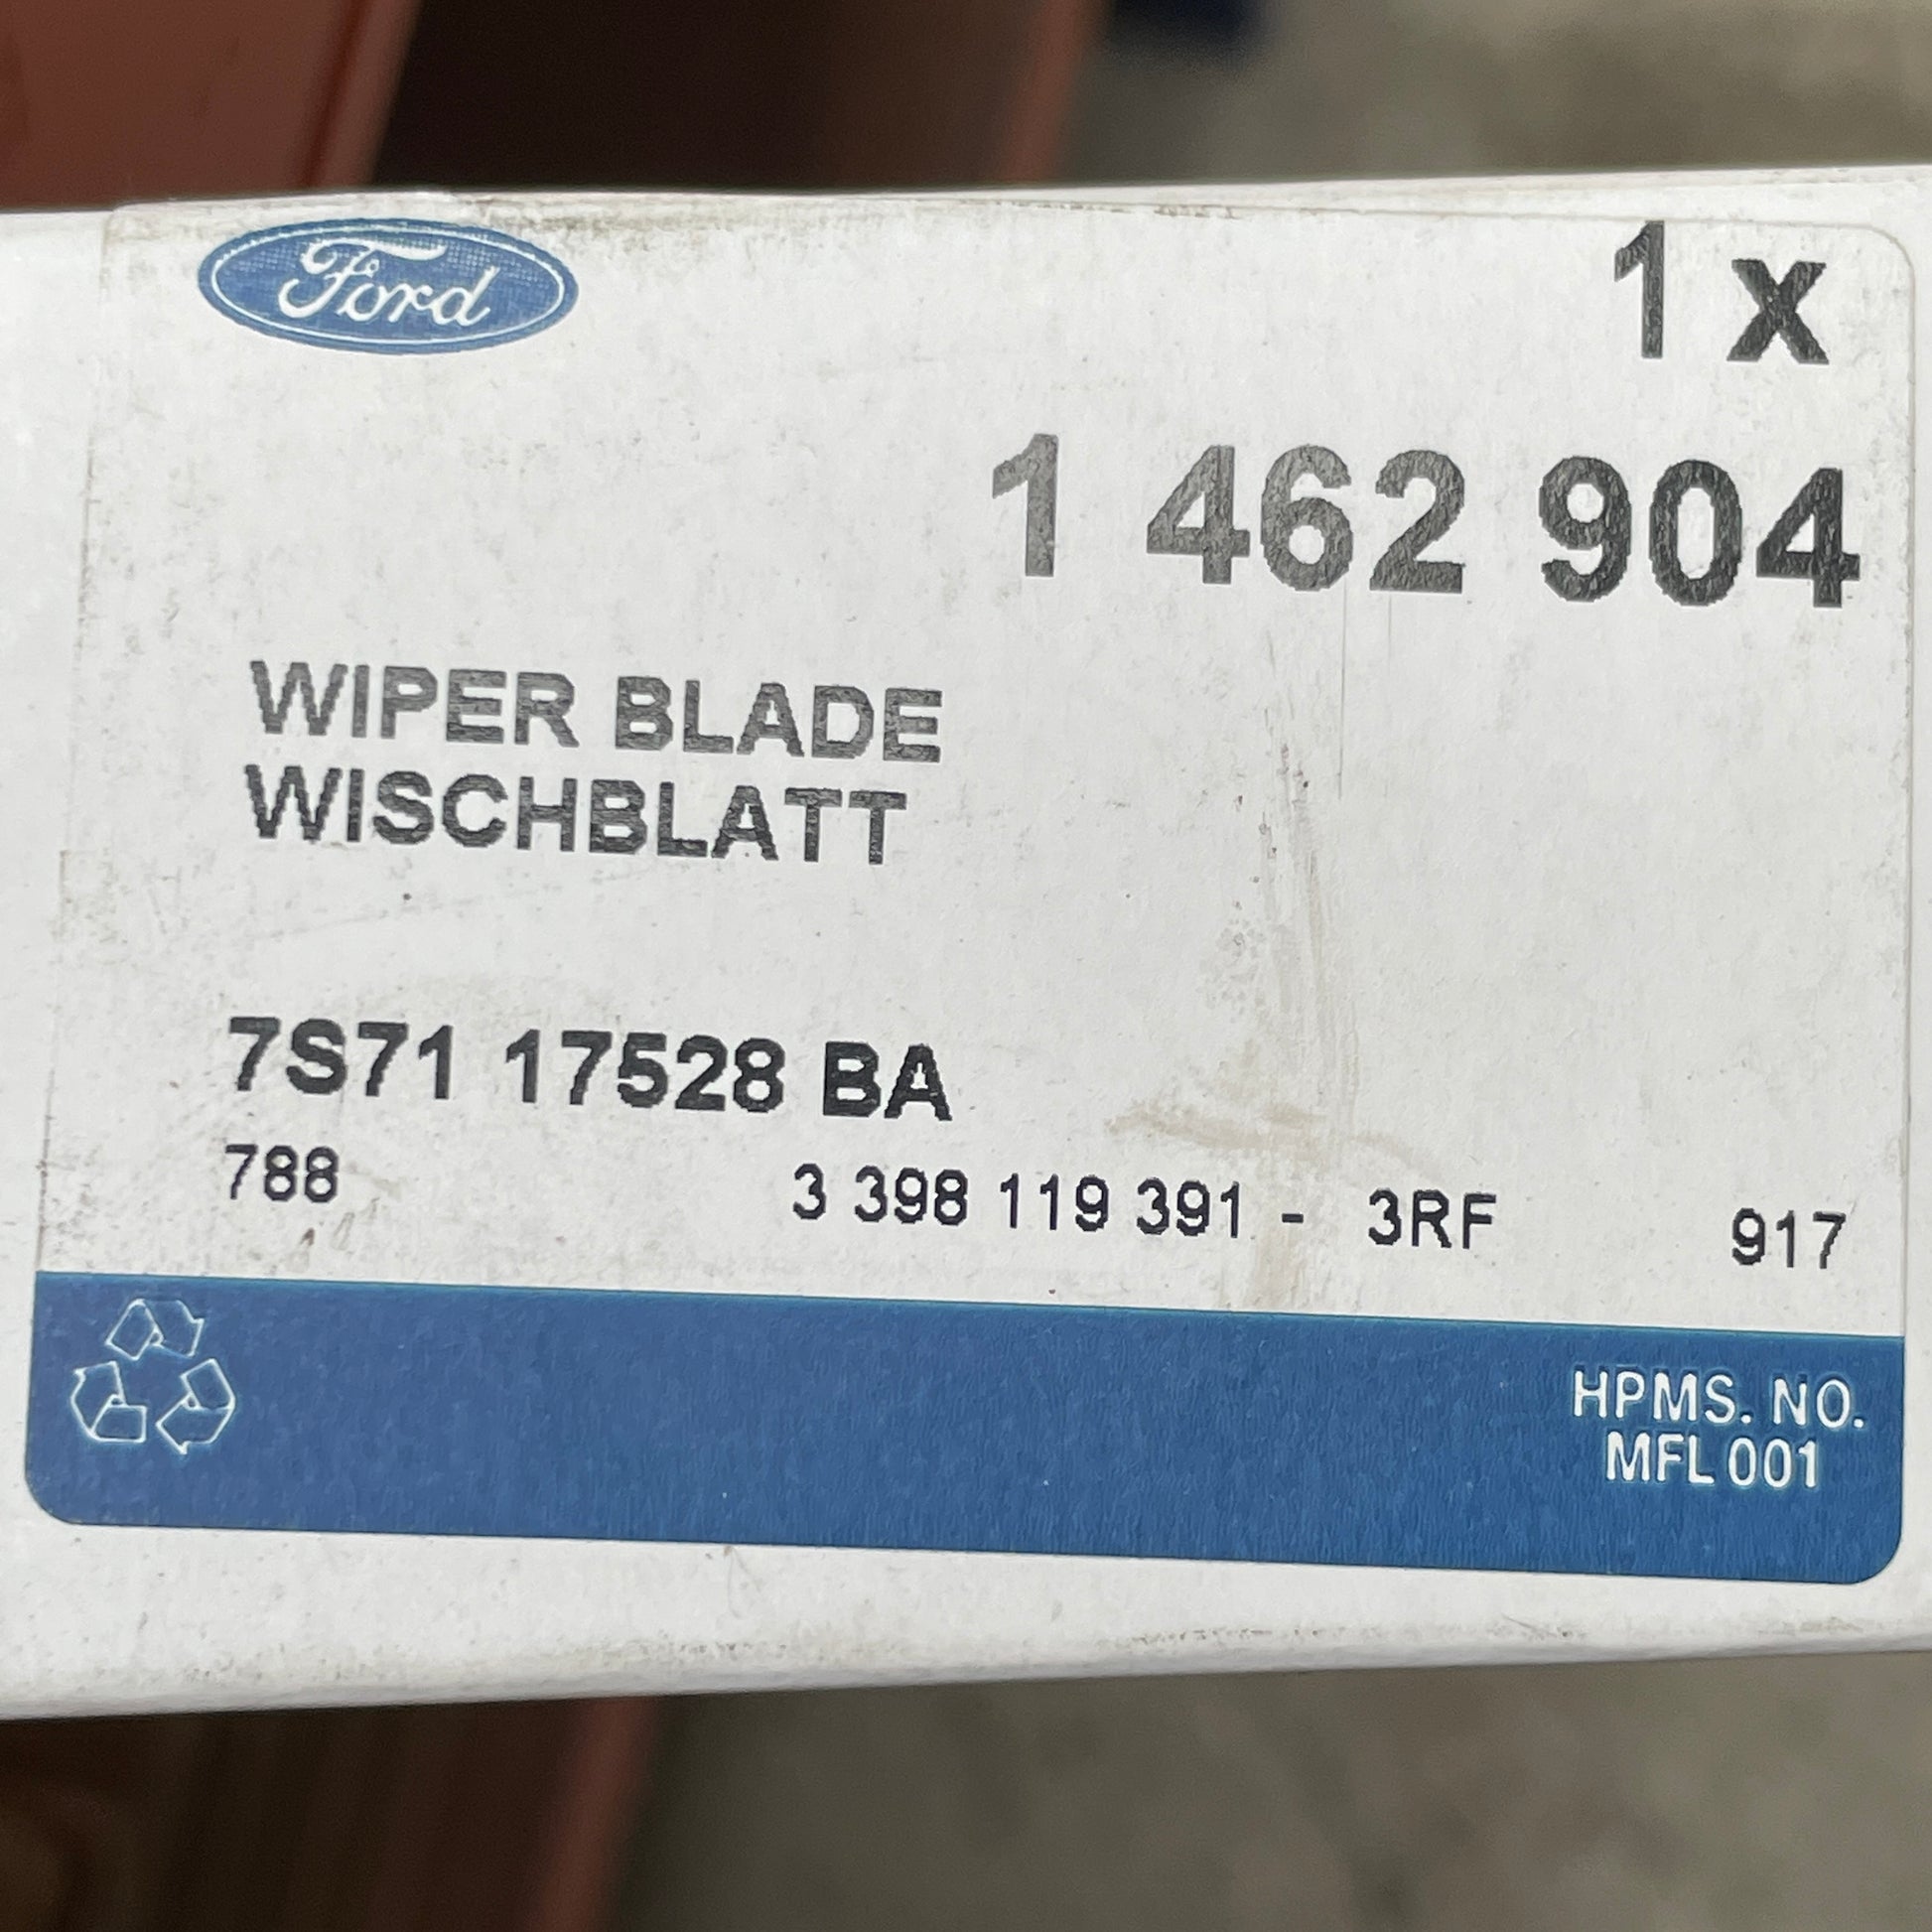 Ford
1 x
1 462 904
WIPER BLADE
WISCHBLATT
7S71 17528 BA
788 3 398 119 391 - 3RF 917
HPMS. NO.
MFL 001